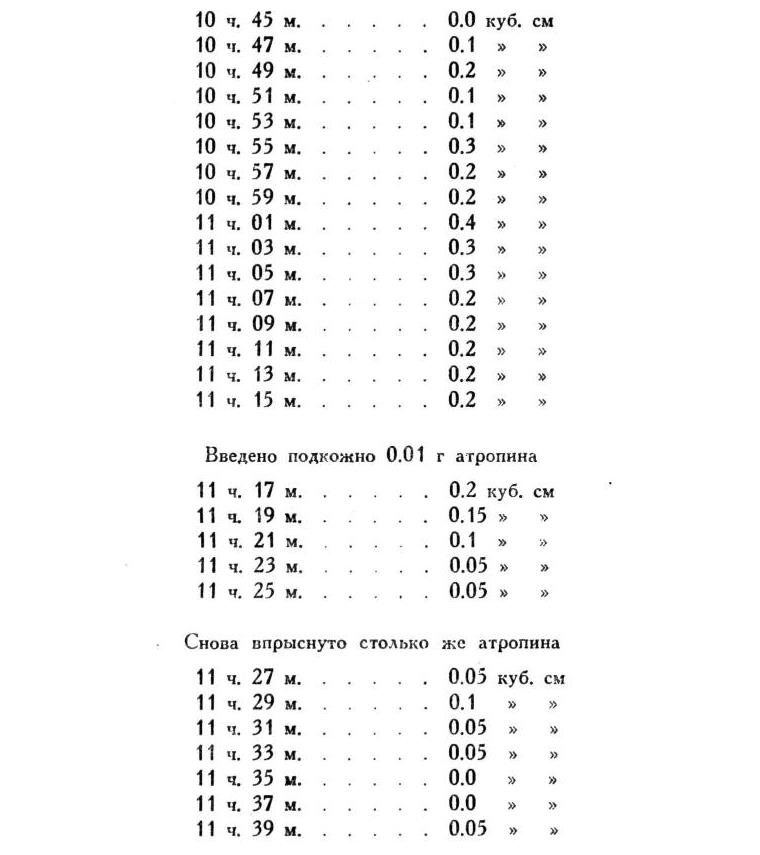 10 ч. 45 м. . . . . . 0.0 куб. см
10 ч. 47 м. . . . . . 0.1 » »
10 ч. 49 м. . . . . . 0.2 » »
10 ч. 51 м. . . . . . 0.1 » »
10 ч. 53 м. . . . . . 0.1 » »
10 ч. 55 м. . . . . . 0.3 » »
10 ч. 57 м. . . . . . 0.2 » »
10 ч. 59 м. . . . . . 0.2 » »
11 ч. 01 м. . . . . . 0.4 » »
11 ч. 03 м. . . . . . 0.3 » »
11 ч. 05 м. . . . . . 0.3 » »
11 ч. 07 м. . . . . . 0.2 » »
11 ч. 09 м. . . . . . 0.2 » »
11 ч. 11 м. . . . . . 0.2 » »
11 ч. 13 м. . . . . . 0.2 » »
11 ч. 15 м. . . . . . 0.2 » »
Введено подкожно 0.01 г атропина
11 ч. 17 м. . . . . . 0.2 куб. см
11 ч. 19 м. . . . . . 0.15 » »
11 ч. 21 м. . . . . . 0.1 » »
11 ч. 23 м. . . . . . 0.05 » »
11 ч. 25 м. . . . . . 0.05 » »
Снова впрыснуто столько же атропина
11 ч. 27 м. . . . . . 0.05 куб. см
11 ч. 29 м. . . . . . 0.1 » »
11 ч. 31 м. . . . . . 0.05 » »
11 ч. 33 м. . . . . . 0.05 » »
11 ч. 35 м. . . . . . 0.0 » »
11 ч. 37 м. . . . . . 0.0 » »
11 ч. 39 м. . . . . . 0.05 » »